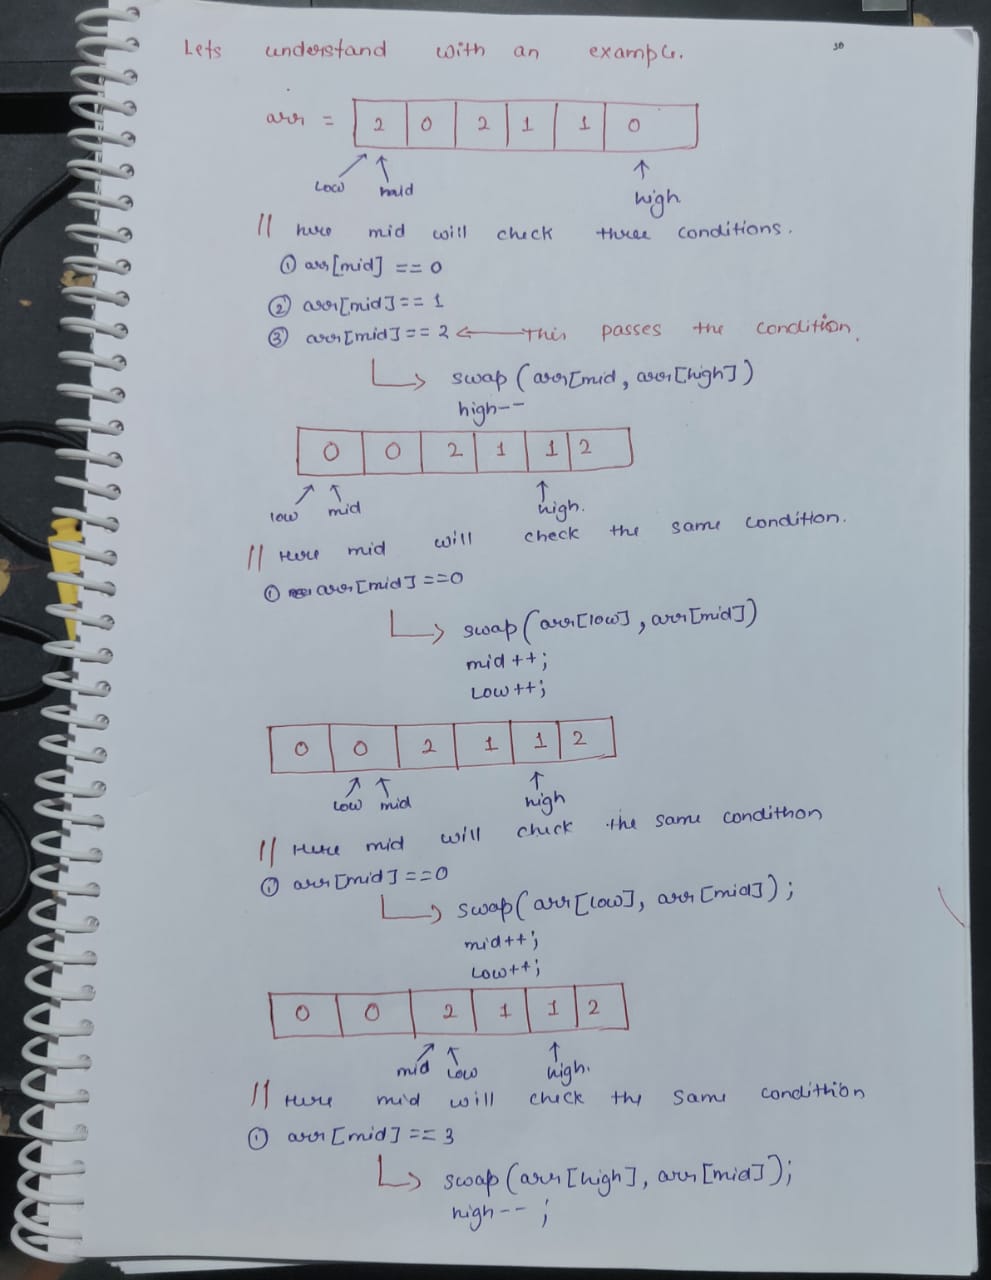 30
Lets understand with an example.
arr = 2 0 2 1 1 0
Low mid high
// here mid will check three conditions.
① arr[mid] == 0
② arr[mid] == 1
③ arr[mid] == 2 ← This passes the condition.
swap (arr[mid, arr[high])
high--
0 0 2 1 1 2
low mid high.
// Here mid will check the same condition.
① arr[mid] ==0
swap (arr[low], arr[mid])
mid ++;
Low ++;
0 0 2 1 1 2
Low mid high
// Here mid will check the same condithon
① arr[mid] ==0
swap (arr[low], arr[mid]);
mid++;
Low++;
0 0 2 1 1 2
mid Low high.
// Here mid will check the same condithion
① arr[mid] == 3
swap (arr[high], arr[mid]);
high-- ;